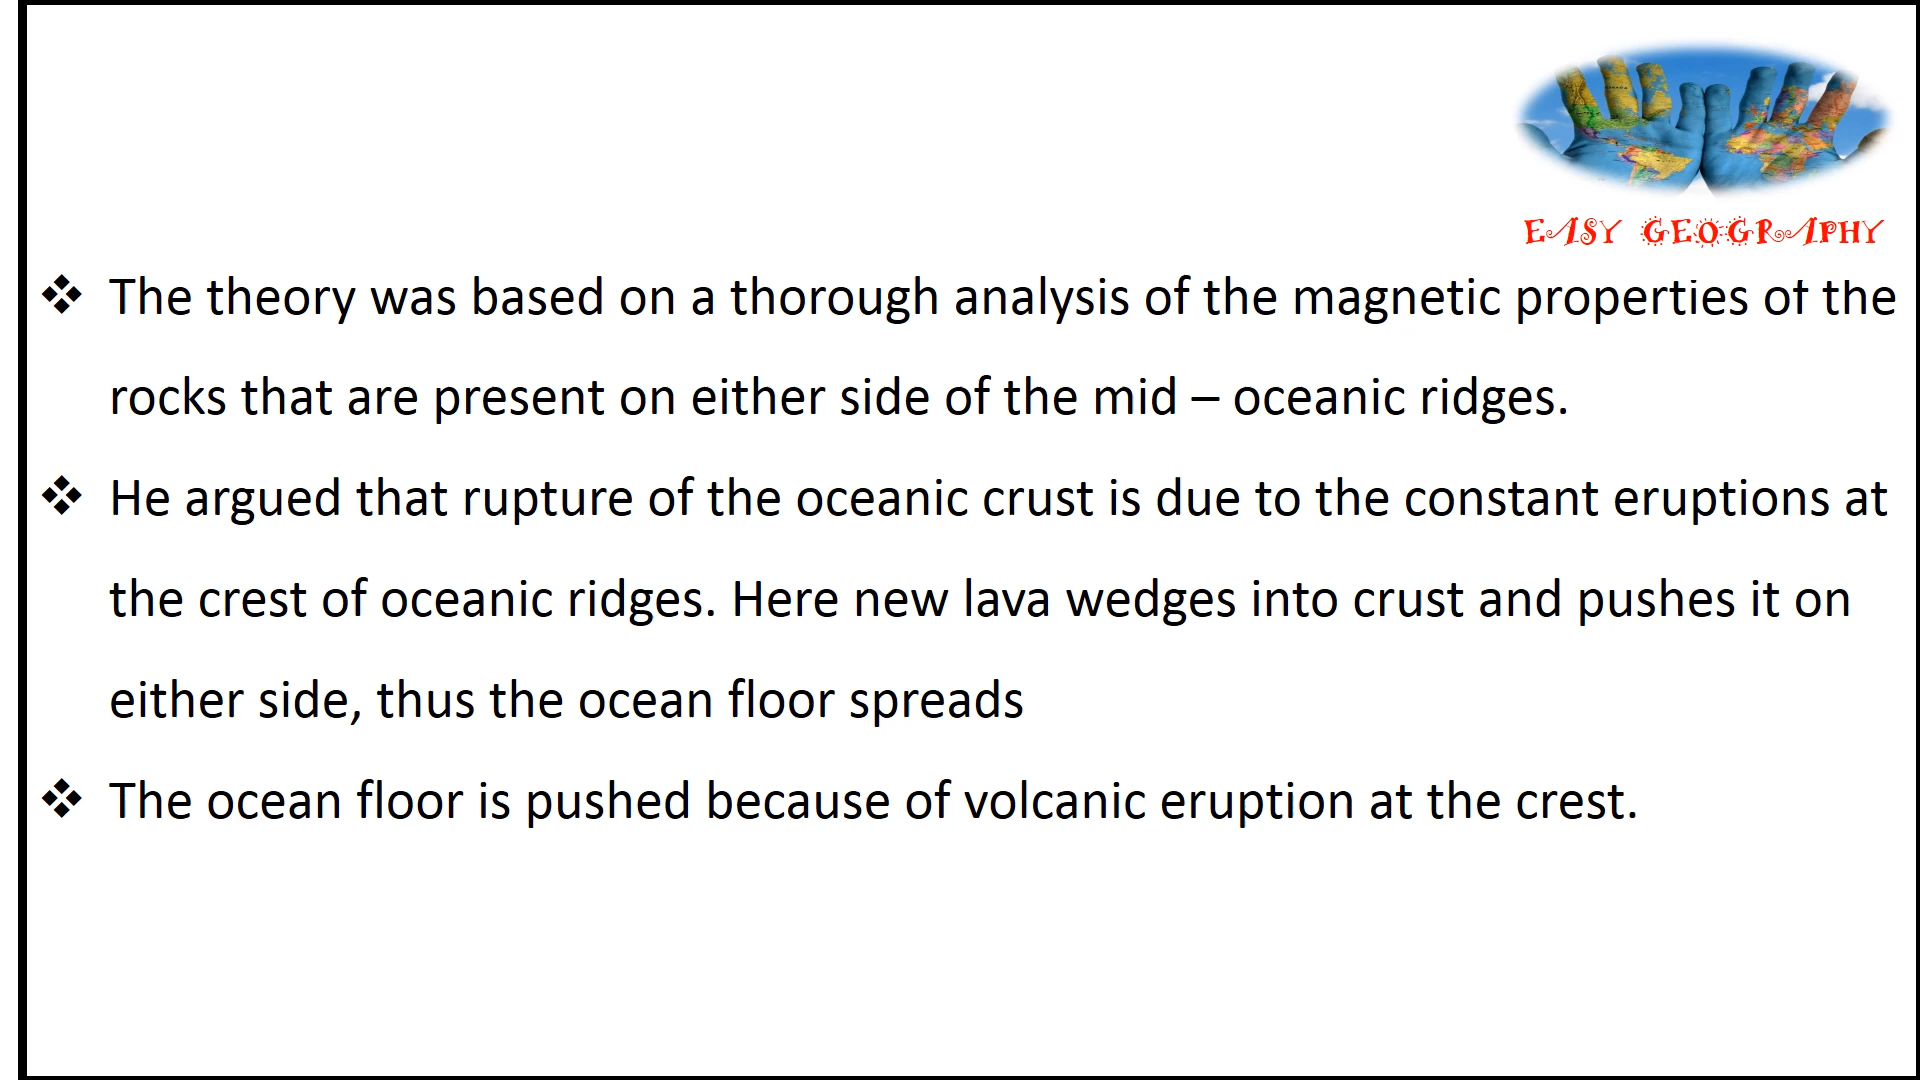 EASY GEOGRAPHY
❖ The theory was based on a thorough analysis of the magnetic properties of the
rocks that are present on either side of the mid – oceanic ridges.
❖ He argued that rupture of the oceanic crust is due to the constant eruptions at
the crest of oceanic ridges. Here new lava wedges into crust and pushes it on
either side, thus the ocean floor spreads
❖ The ocean floor is pushed because of volcanic eruption at the crest.